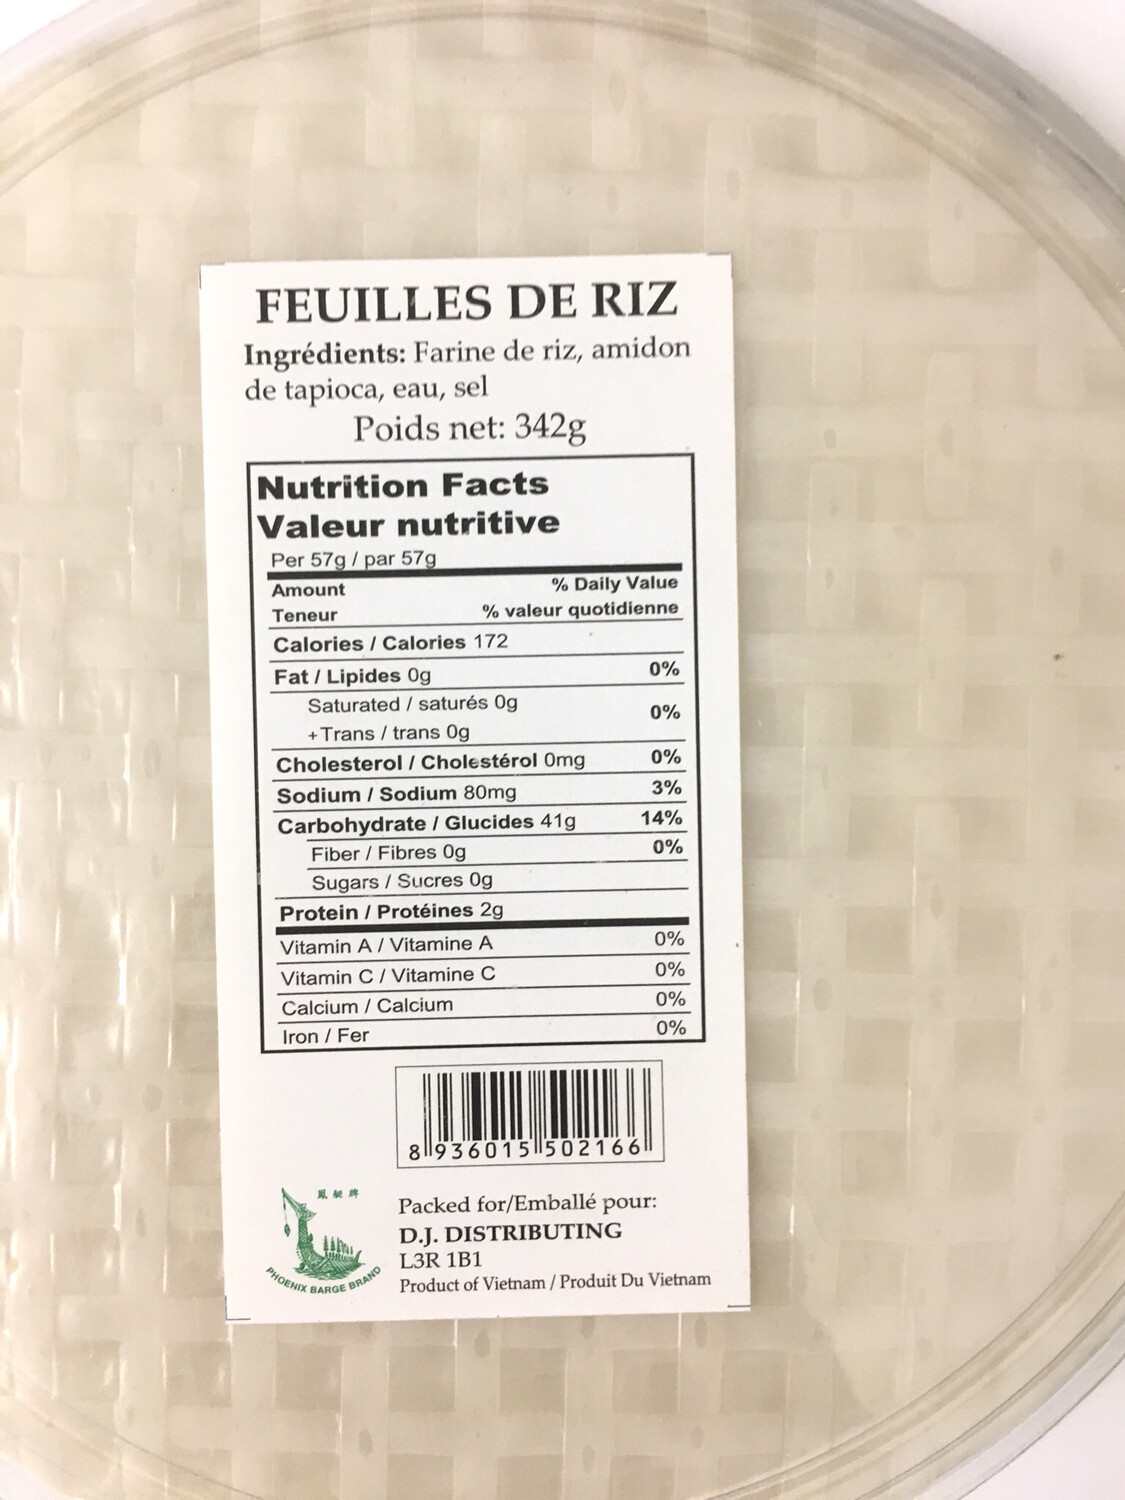 FEUILLES DE RIZ
Ingrédients: Farine de riz, amidon
de tapioca, eau, sel
Poids net: 342g
Nutrition Facts
Valeur nutritive
Per 57g / par 57g
Amount % Daily Value
Teneur % valeur quotidienne
Calories / Calories 172
Fat / Lipides 0g 0%
Saturated / saturés 0g
+Trans / trans 0g 0%
Cholesterol / Cholestérol 0mg 0%
Sodium / Sodium 80mg 3%
Carbohydrate / Glucides 41g 14%
Fiber / Fibres 0g 0%
Sugars / Sucres 0g
Protein / Protéines 2g
Vitamin A / Vitamine A 0%
Vitamin C / Vitamine C 0%
Calcium / Calcium 0%
Iron / Fer 0%
8 936015 502166
鳳艇牌
PHOENIX BARGE BRAND
Packed for/Emballé pour:
D.J. DISTRIBUTING
L3R 1B1
Product of Vietnam / Produit Du Vietnam